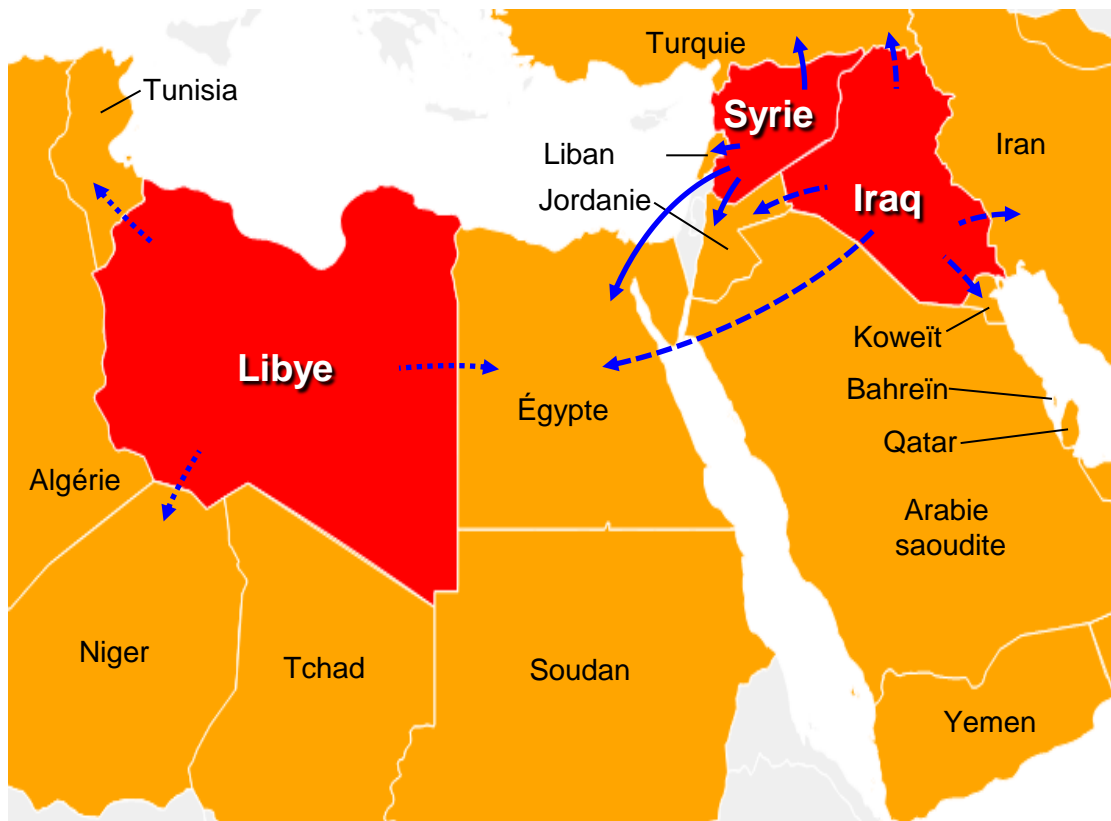 Turquie
Tunisia
Syrie
Liban
Iran
Jordanie
Iraq
Koweït
Libye
Bahreïn
Égypte
Qatar
Algérie
Arabie
saoudite
Niger
Tchad
Soudan
Yemen